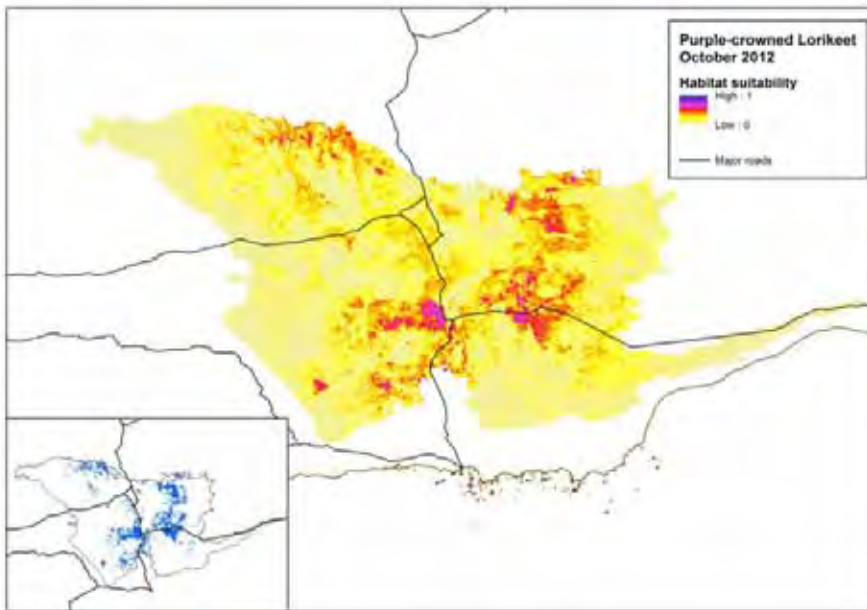 Purple-crowned Lorikeet
October 2012
Habitat suitability
High : 1
Low : 0
Major roads